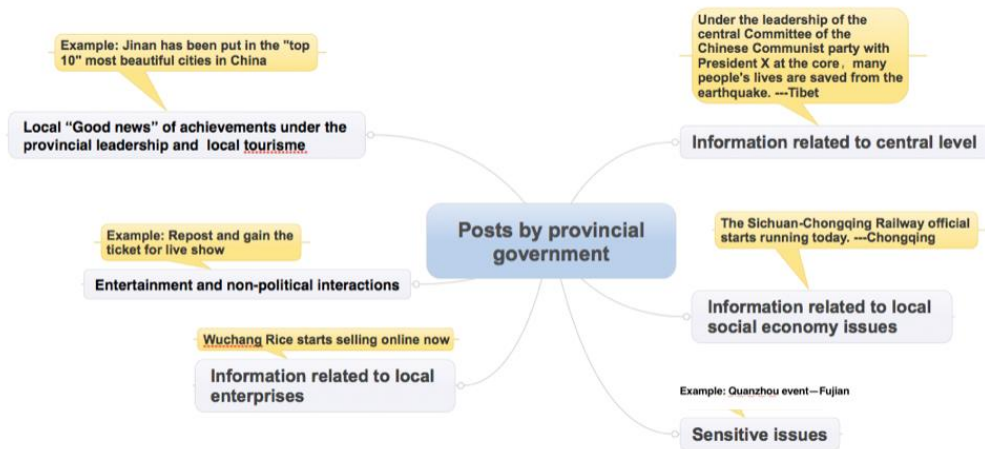 Example: Jinan has been put in the "top
10" most beautiful cities in China
Local “Good news” of achievements under the
provincial leadership and local tourisme
Example: Repost and gain the
ticket for live show
Entertainment and non-political interactions
Wuchang Rice starts selling online now
Information related to local
enterprises
Posts by provincial
government
Under the leadership of the
central Committee of the
Chinese Communist party with
President X at the core，many
people's lives are saved from the
earthquake. ---Tibet
Information related to central level
The Sichuan-Chongqing Railway official
starts running today. ---Chongqing
Information related to local
social economy issues
Example: Quanzhou event—Fujian
Sensitive issues